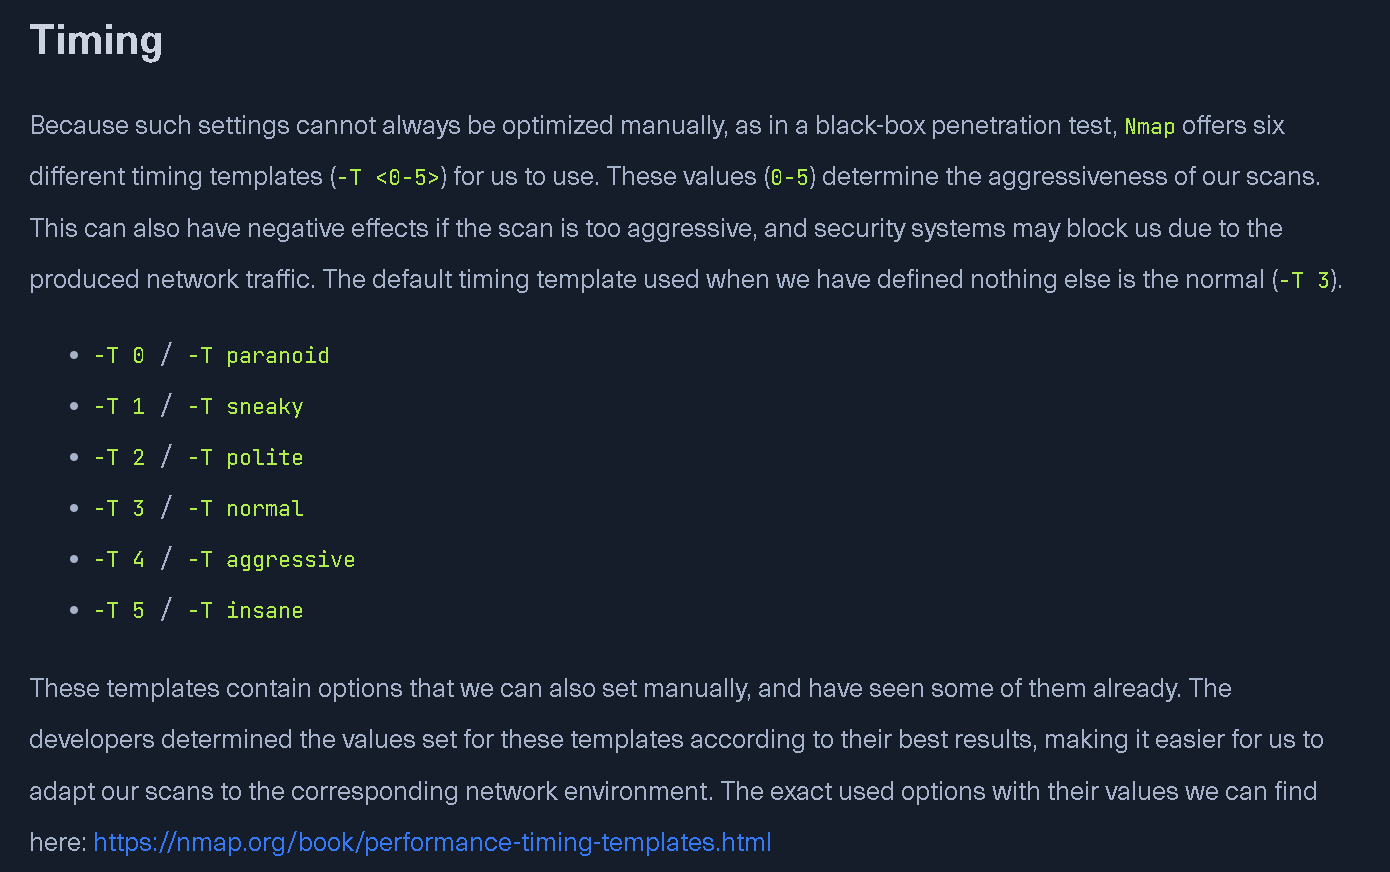 Timing
Because such settings cannot always be optimized manually, as in a black-box penetration test, Nmap offers six
different timing templates (-T <0-5>) for us to use. These values (0-5) determine the aggressiveness of our scans.
This can also have negative effects if the scan is too aggressive, and security systems may block us due to the
produced network traffic. The default timing template used when we have defined nothing else is the normal (-T 3).
• -T 0 / -T paranoid
• -T 1 / -T sneaky
• -T 2 / -T polite
• -T 3 / -T normal
• -T 4 / -T aggressive
• -T 5 / -T insane
These templates contain options that we can also set manually, and have seen some of them already. The
developers determined the values set for these templates according to their best results, making it easier for us to
adapt our scans to the corresponding network environment. The exact used options with their values we can find
here: https://nmap.org/book/performance-timing-templates.html